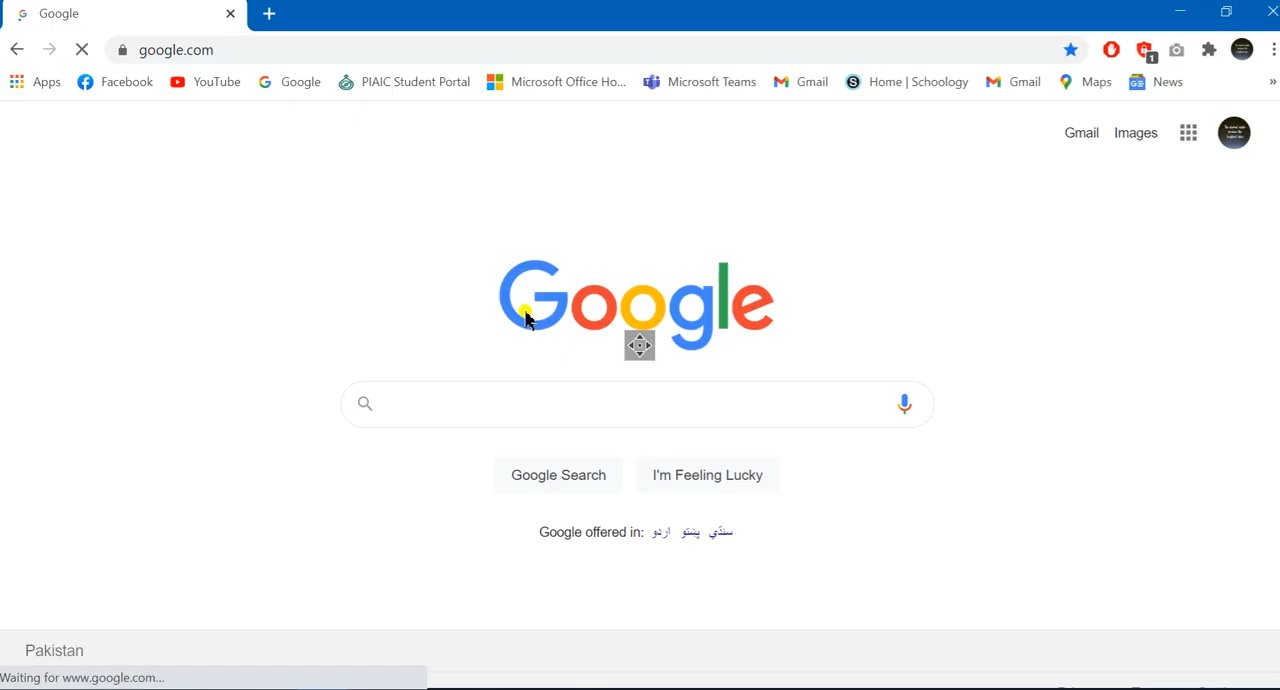 Google
google.com
1
Apps Facebook YouTube Google PIAIC Student Portal Microsoft Office Ho... Microsoft Teams Gmail Home | Schoology Gmail Maps News »
Gmail Images
Google
Google Search I'm Feeling Lucky
Google offered in: اردو پښتو سنڌي
Pakistan
Waiting for www.google.com...